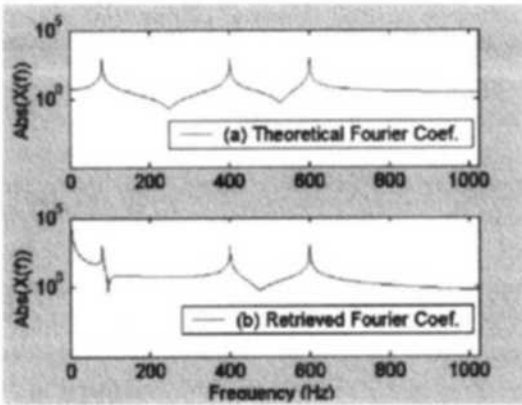 10^5
10^0
Abs(X(f))
(a) Theoretical Fourier Coef.
0 200 400 600 800 1000
10^5
10^0
Abs(X(f))
(b) Retrieved Fourier Coef.
0 200 400 600 800 1000
Frequency (Hz)